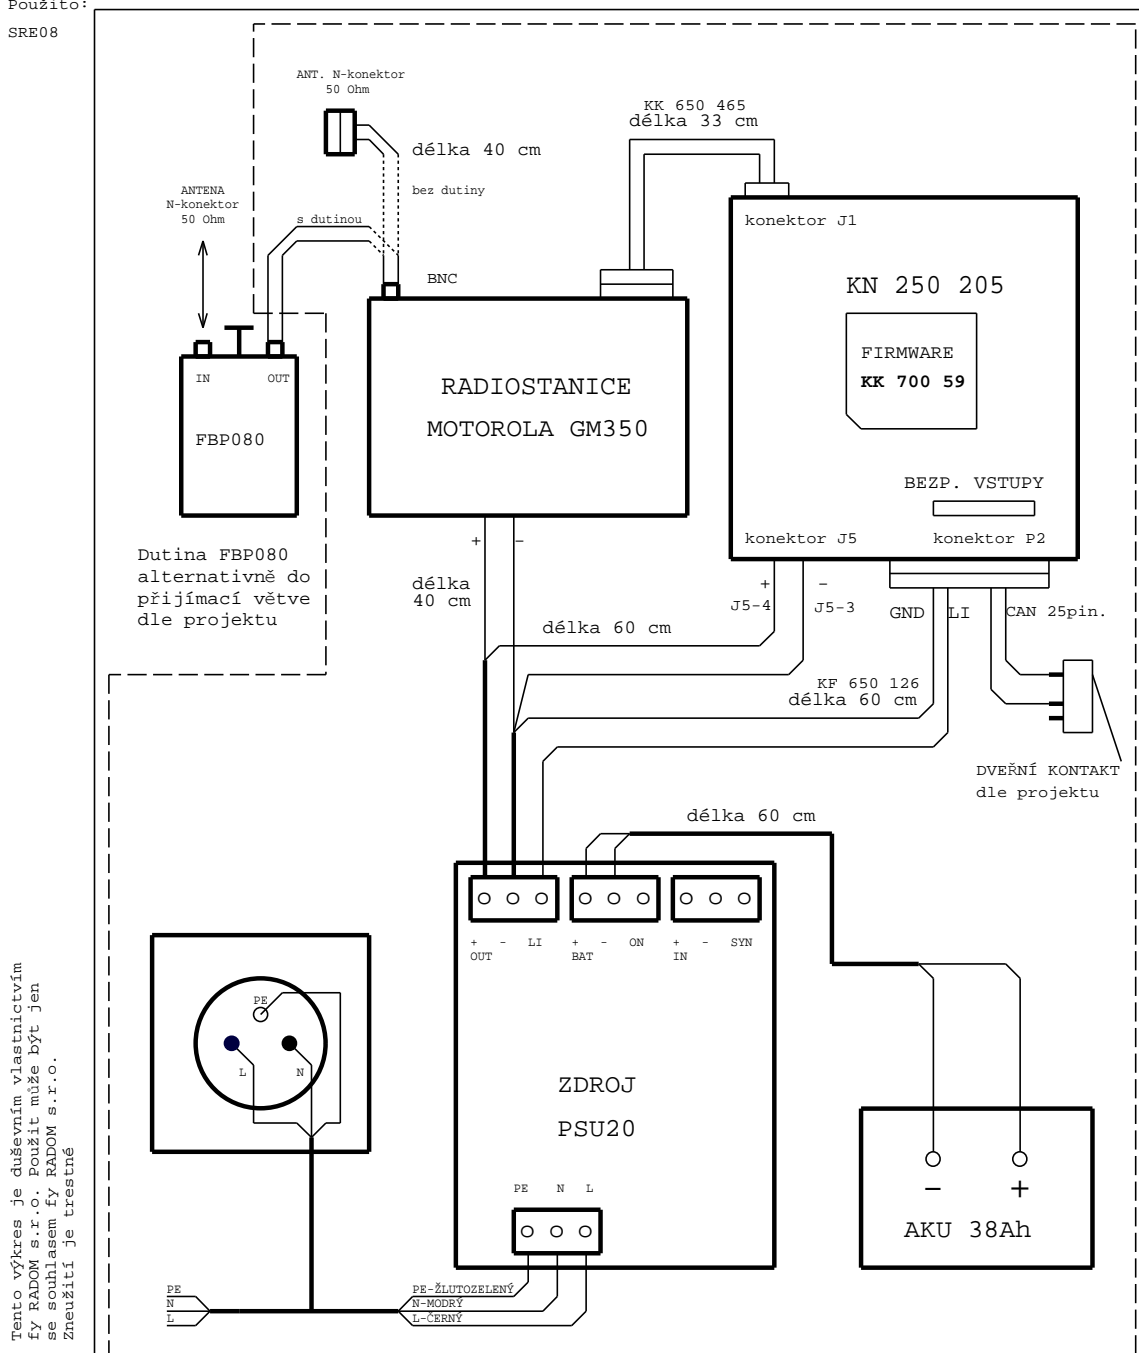 Použito:
SRE08
ANT. N-konektor
50 Ohm
KK 650 465
délka 33 cm
délka 40 cm
bez dutiny
ANTENA
N-konektor
50 Ohm
s dutinou
konektor J1
BNC
KN 250 205
FIRMWARE
KK 700 59
IN
OUT
FBP080
RADIOSTANICE
MOTOROLA GM350
BEZP. VSTUPY
konektor J5
konektor P2
Dutina FBP080
alternativně do
přijímací větve
dle projektu
+
-
délka
40 cm
+
-
J5-4
J5-3
GND
LI
CAN 25pin.
délka 60 cm
KF 650 126
délka 60 cm
DVEŘNÍ KONTAKT
dle projektu
délka 60 cm
+ - LI
OUT
+ - ON
BAT
+ - SYN
IN
PE
L
N
ZDROJ
PSU20
PE N L
- +
AKU 38Ah
PE
N
L
PE-ŽLUTOZELENÝ
N-MODRÝ
L-ČERNÝ
Tento výkres je duševním vlastnictvím
fy RADOM s.r.o. Použit může být jen
se souhlasem fy RADOM s.r.o.
Zneužití je trestné